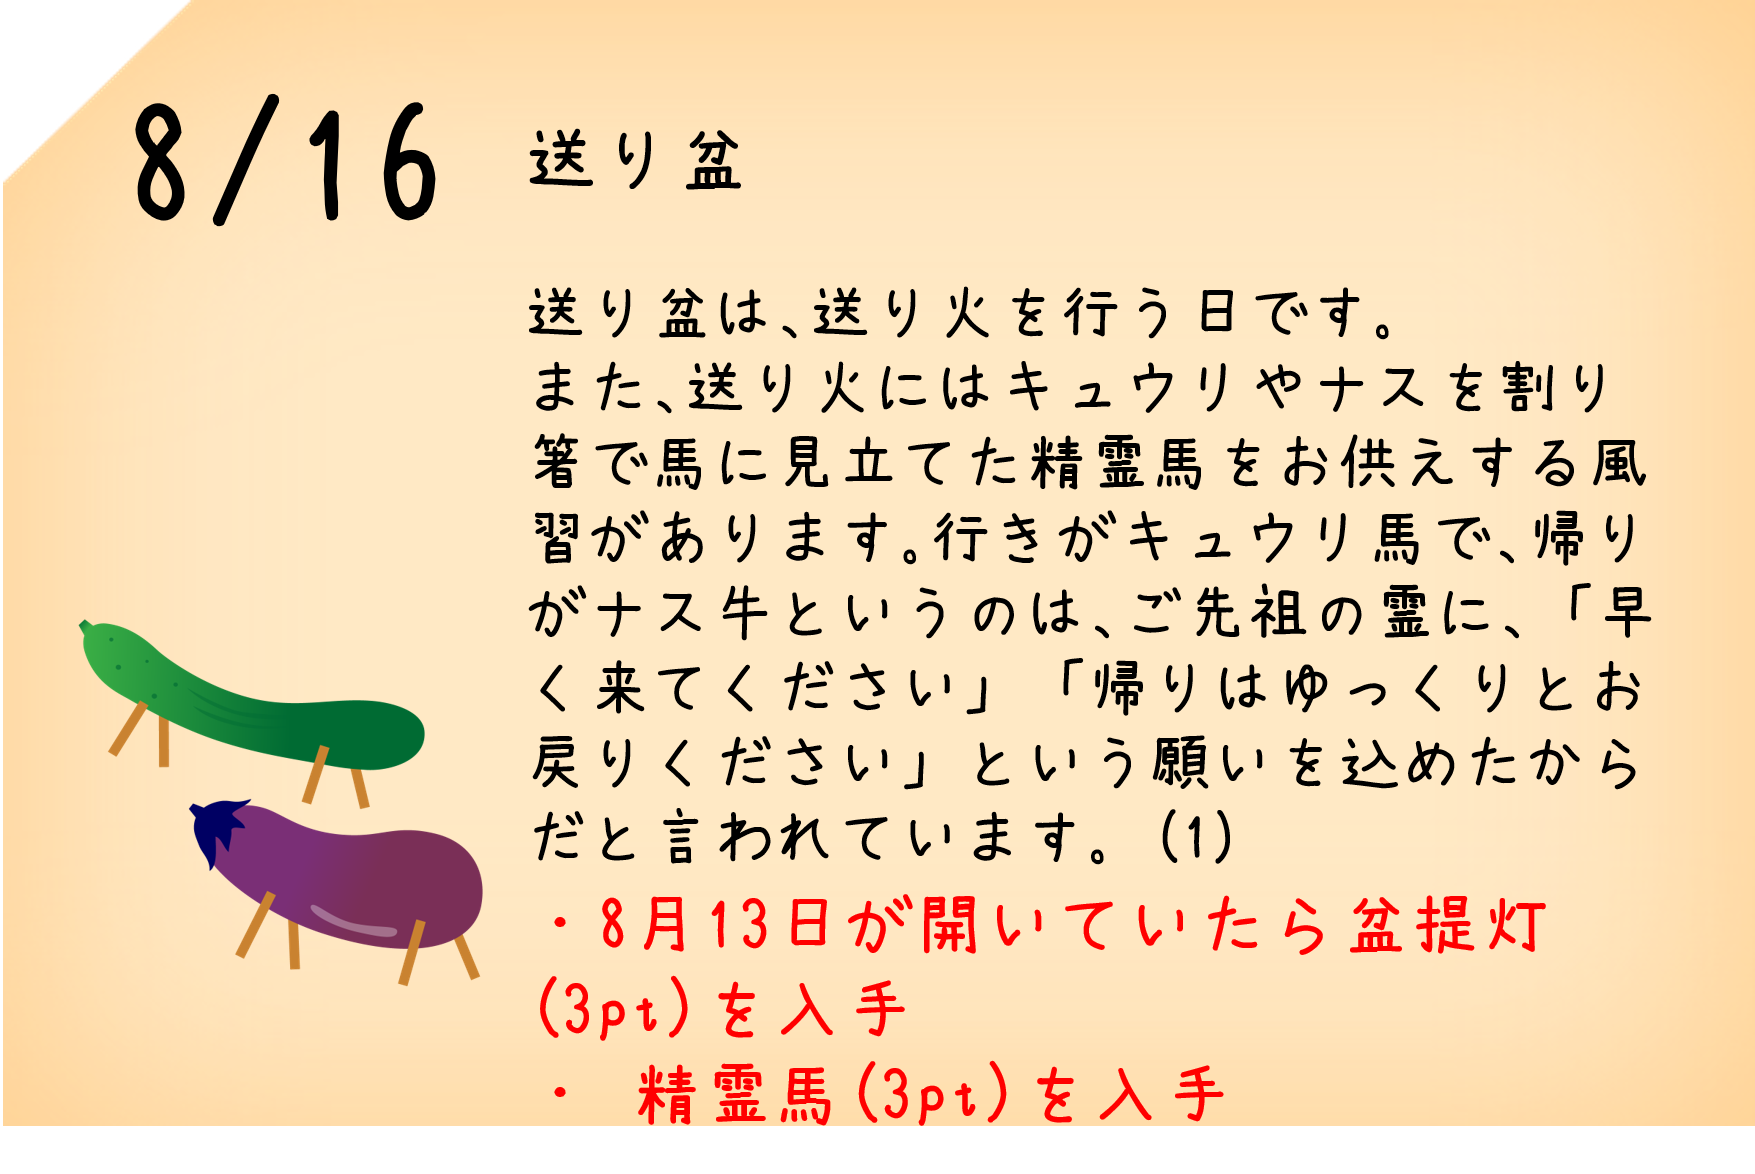 8/16 送り盆
送り盆は、送り火を行う日です。
また、送り火にはキュウリやナスを割り
箸で馬に見立てた精霊馬をお供えする風
習があります。行きがキュウリ馬で、帰り
がナス牛というのは、ご先祖の霊に、「早
く来てください」「帰りはゆっくりとお
戻りください」という願いを込めたから
だと言われています。(1)
・8月13日が開いていたら盆提灯
(3pt)を入手
・ 精霊馬(3pt)を入手